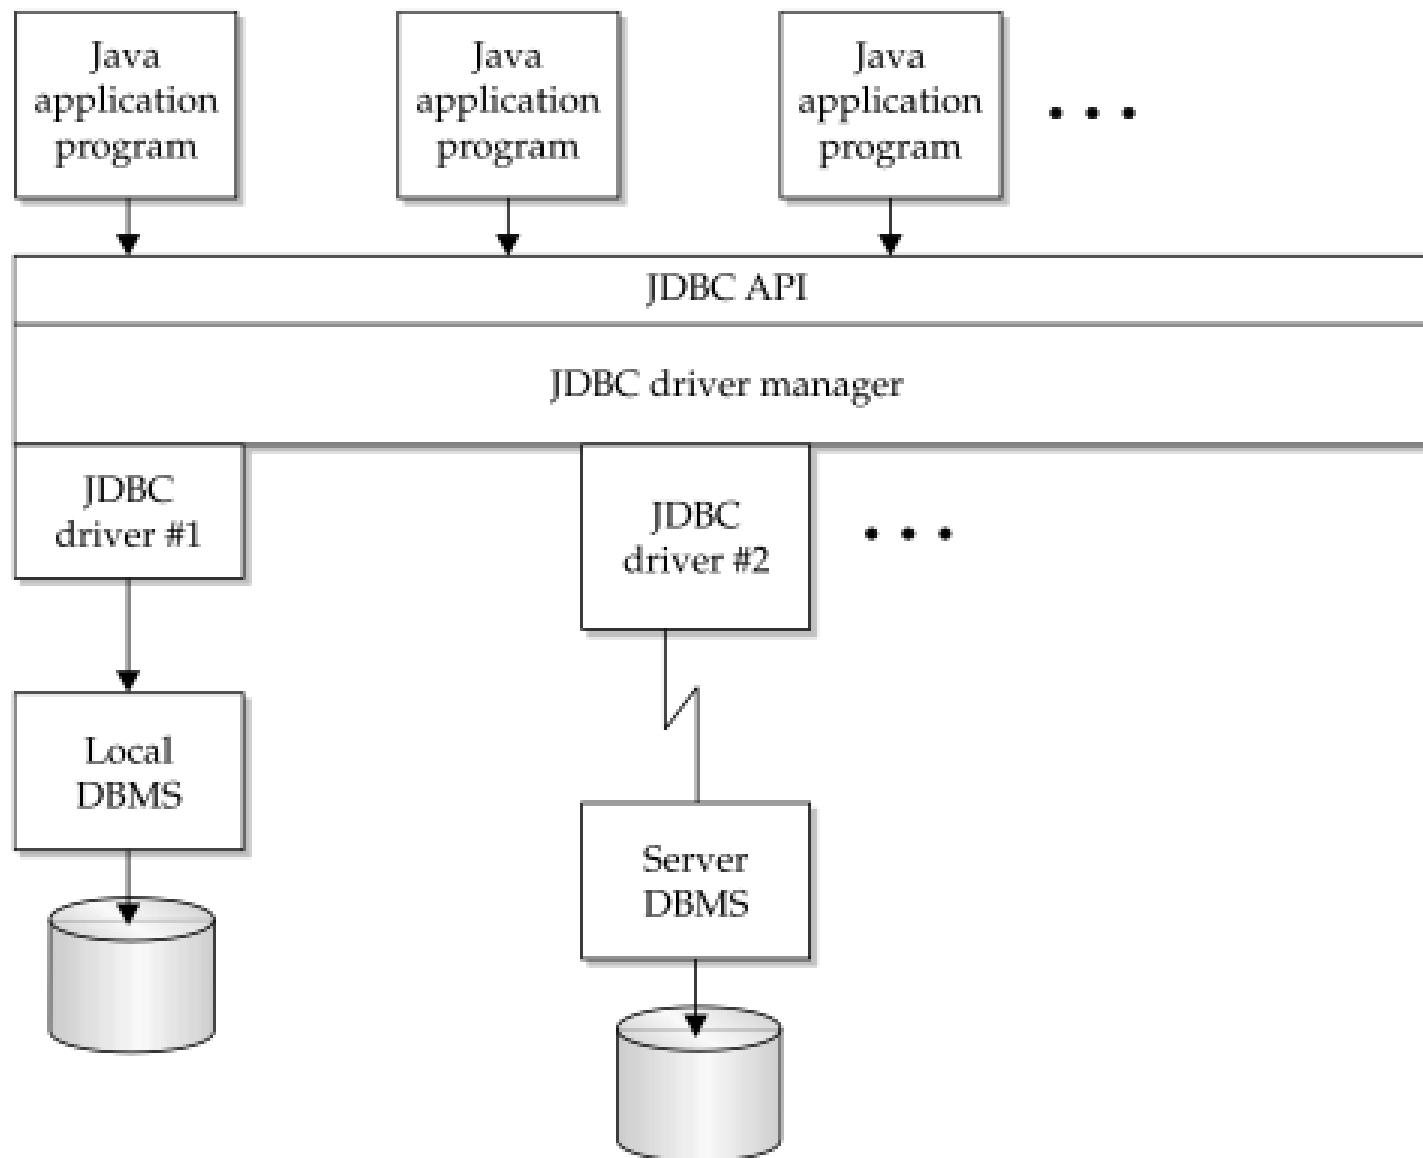 Java
application
program
Java
application
program
Java
application
program
• • •
JDBC API
JDBC driver manager
JDBC
driver #1
JDBC
driver #2
• • •
Local
DBMS
Server
DBMS